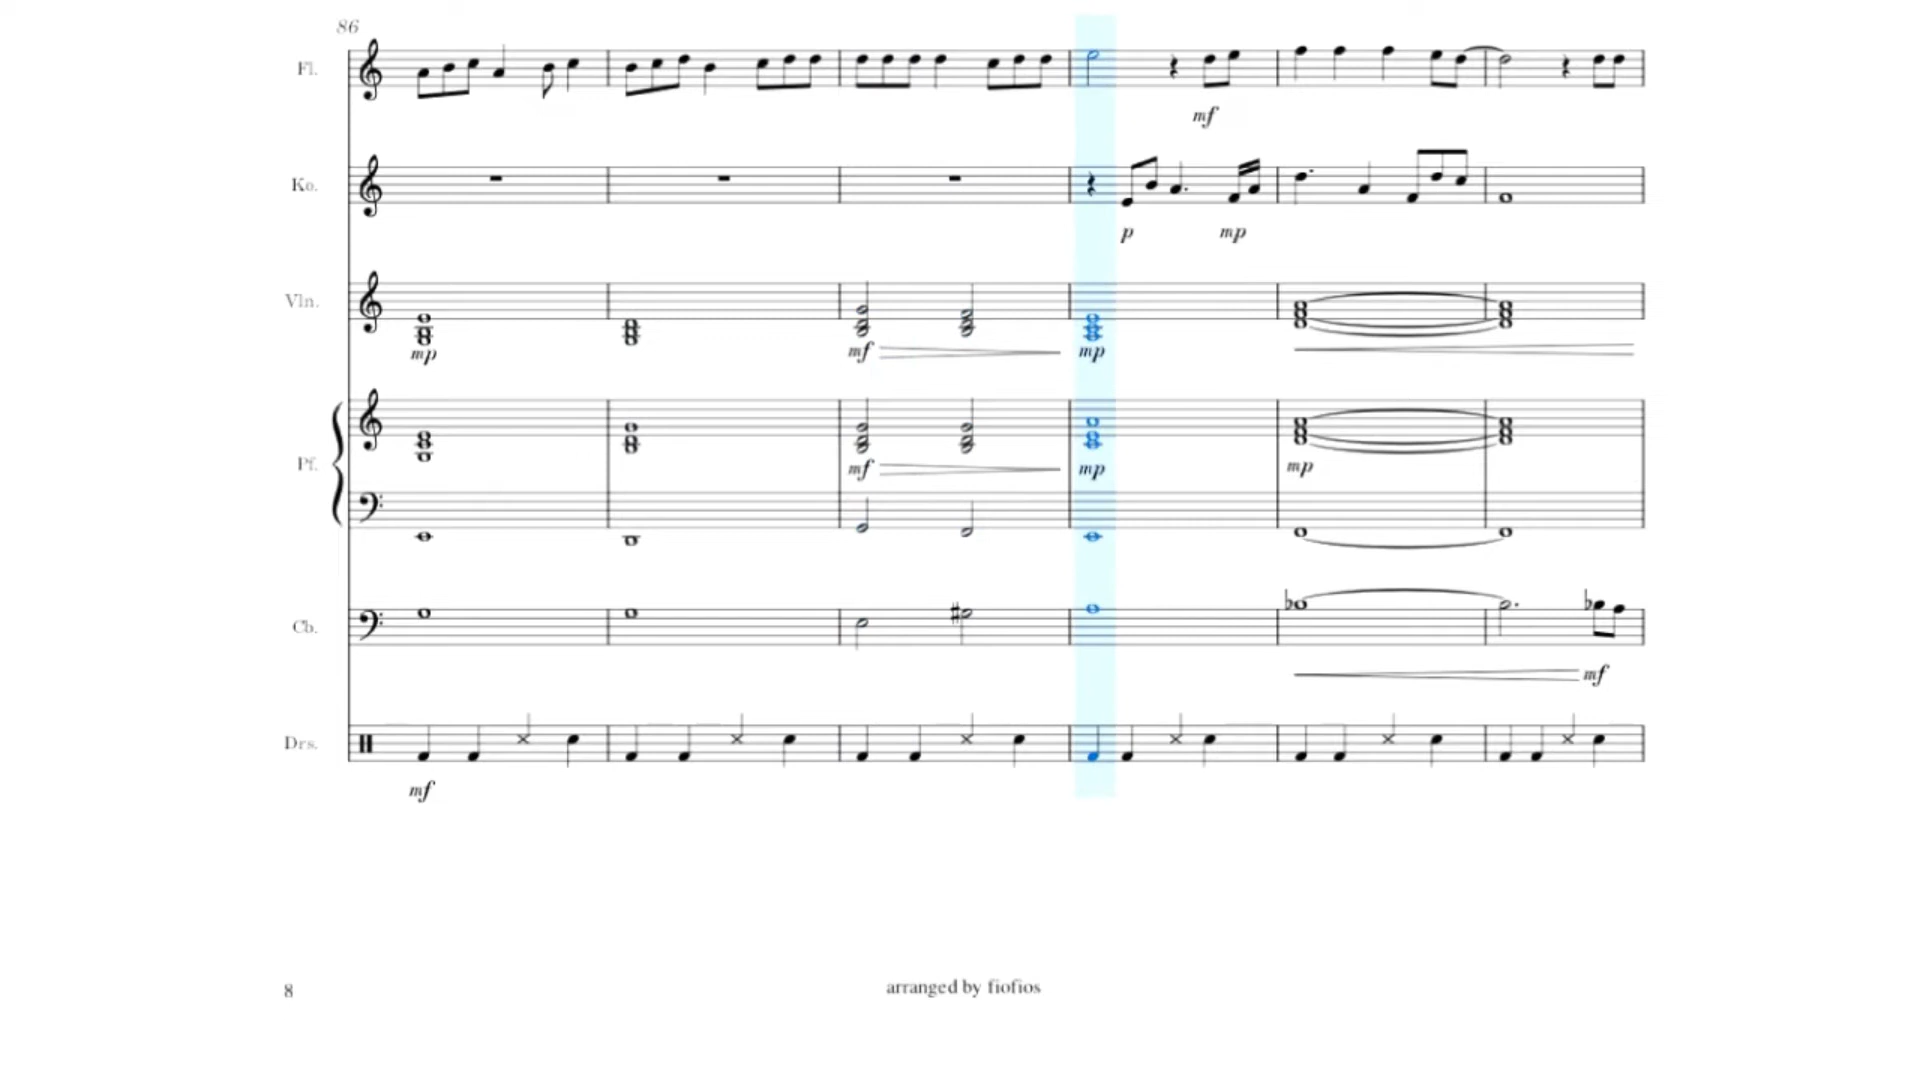 86
Fl.
mf
Ko.
p mp
Vln.
mp mf mp
Pf.
mf mp mp
Cb.
mf
Drs.
mf
8
arranged by fiofios